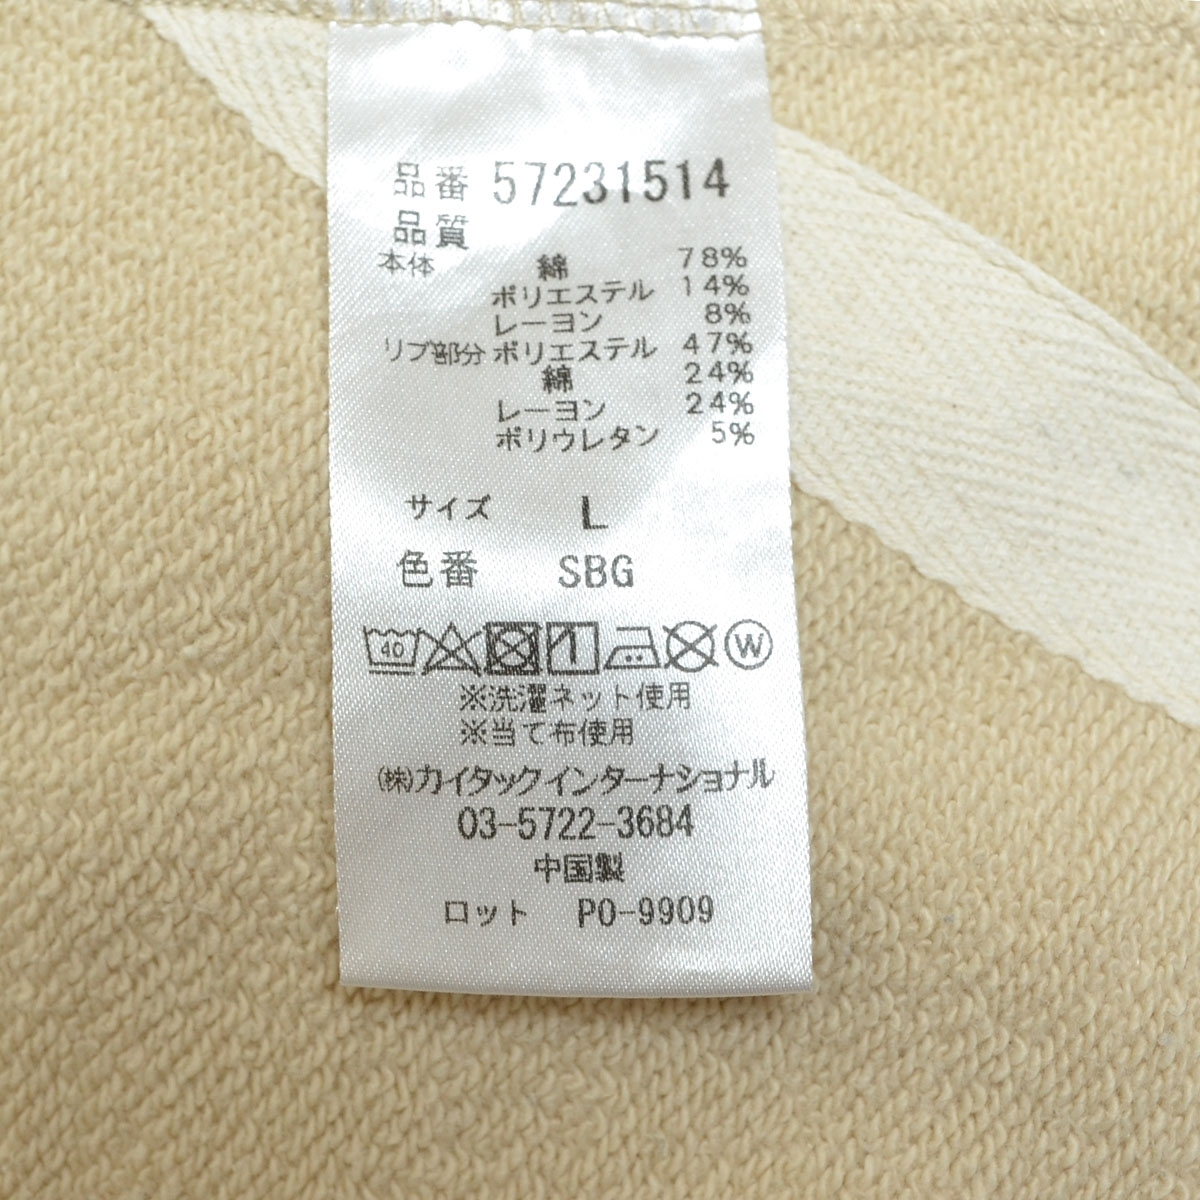 品番 57231514
品質
本体 綿 78%
ポリエステル 14%
レーヨン 8%
リブ部分 ポリエステル 47%
綿 24%
レーヨン 24%
ポリウレタン 5%
サイズ L
色番 SBG
40 W
※洗濯ネット使用
※当て布使用
㈱カイタックインターナショナル
03-5722-3684
中国製
ロット PO-9909